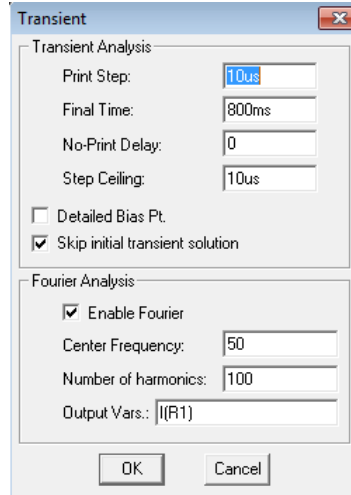 Transient
Transient Analysis
Print Step: 10us
Final Time: 800ms
No-Print Delay: 0
Step Ceiling: 10us
Detailed Bias Pt.
Skip initial transient solution
Fourier Analysis
Enable Fourier
Center Frequency: 50
Number of harmonics: 100
Output Vars.: I(R1)
OK Cancel